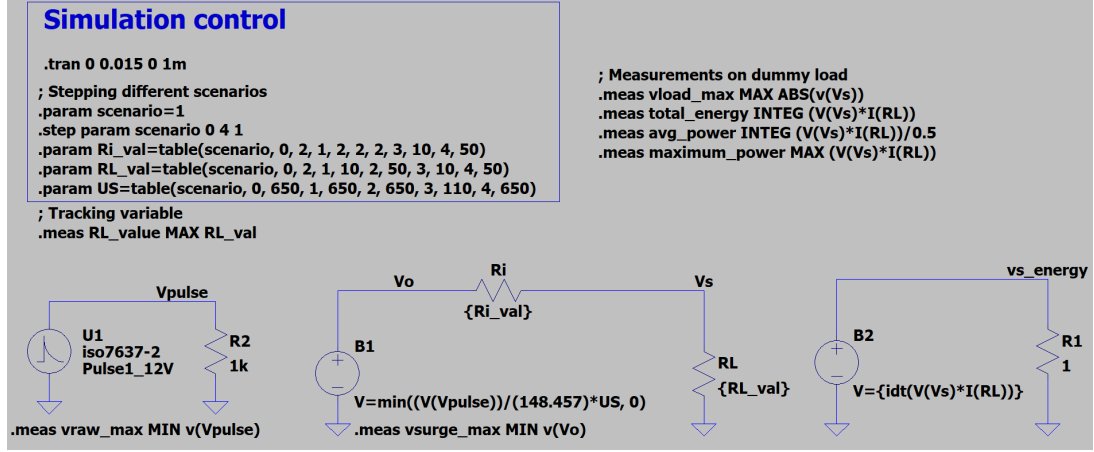 Simulation control
.tran 0 0.015 0 1m
; Stepping different scenarios
.param scenario=1
.step param scenario 0 4 1
.param Ri_val=table(scenario, 0, 2, 1, 2, 2, 2, 3, 10, 4, 50)
.param RL_val=table(scenario, 0, 2, 1, 10, 2, 50, 3, 10, 4, 50)
.param US=table(scenario, 0, 650, 1, 650, 2, 650, 3, 110, 4, 650)
; Tracking variable
.meas RL_value MAX RL_val
; Measurements on dummy load
.meas vload_max MAX ABS(v(Vs))
.meas total_energy INTEG (V(Vs)*I(RL))
.meas avg_power INTEG (V(Vs)*I(RL))/0.5
.meas maximum_power MAX (V(Vs)*I(RL))
Vpulse
U1
iso7637-2
Pulse1_12V
R2
1k
.meas vraw_max MIN v(Vpulse)
Vo
Ri
{Ri_val}
Vs
B1
V=min((V(Vpulse))/(148.457)*US, 0)
RL
{RL_val}
.meas vsurge_max MIN v(Vo)
vs_energy
B2
V={idt(V(Vs)*I(RL))}
R1
1